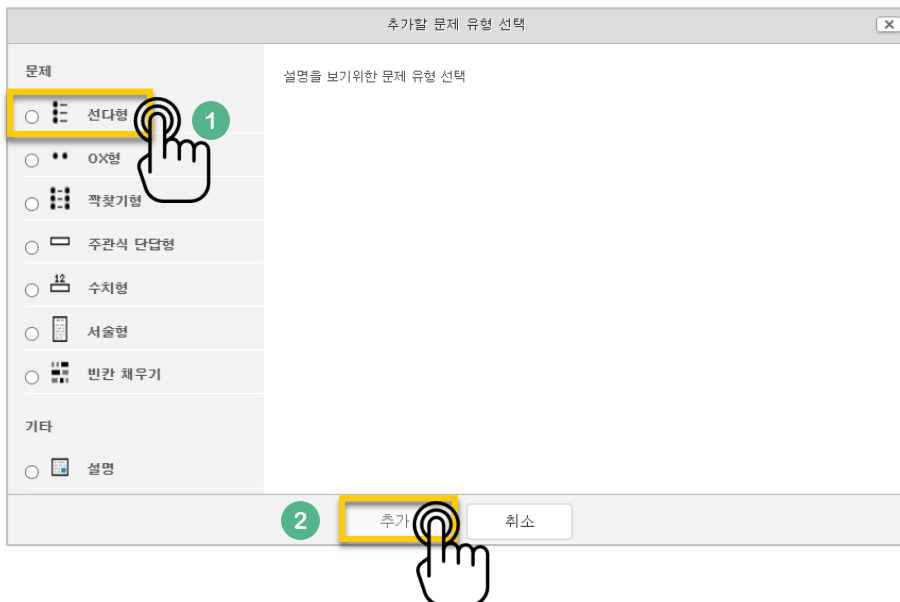 추가할 문제 유형 선택
문제
설명을 보기위한 문제 유형 선택
선다형
1
OX형
짝찾기형
주관식 단답형
12
수치형
서술형
빈칸 채우기
기타
설명
2
추가
취소